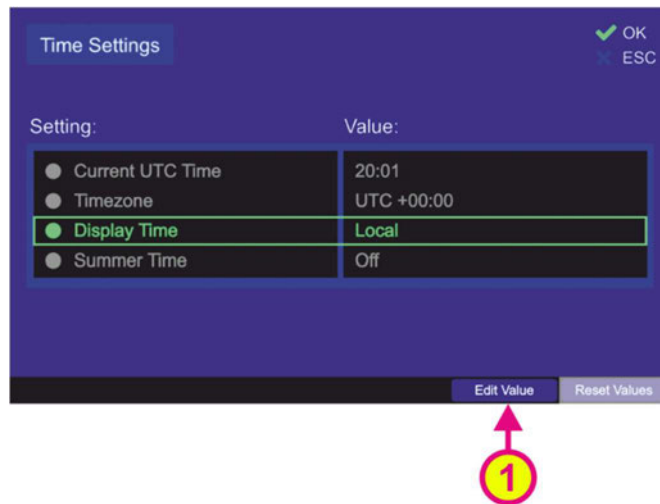 Time Settings
OK
ESC
Setting: Value:
Current UTC Time 20:01
Timezone UTC +00:00
Display Time Local
Summer Time Off
Edit Value Reset Values
1